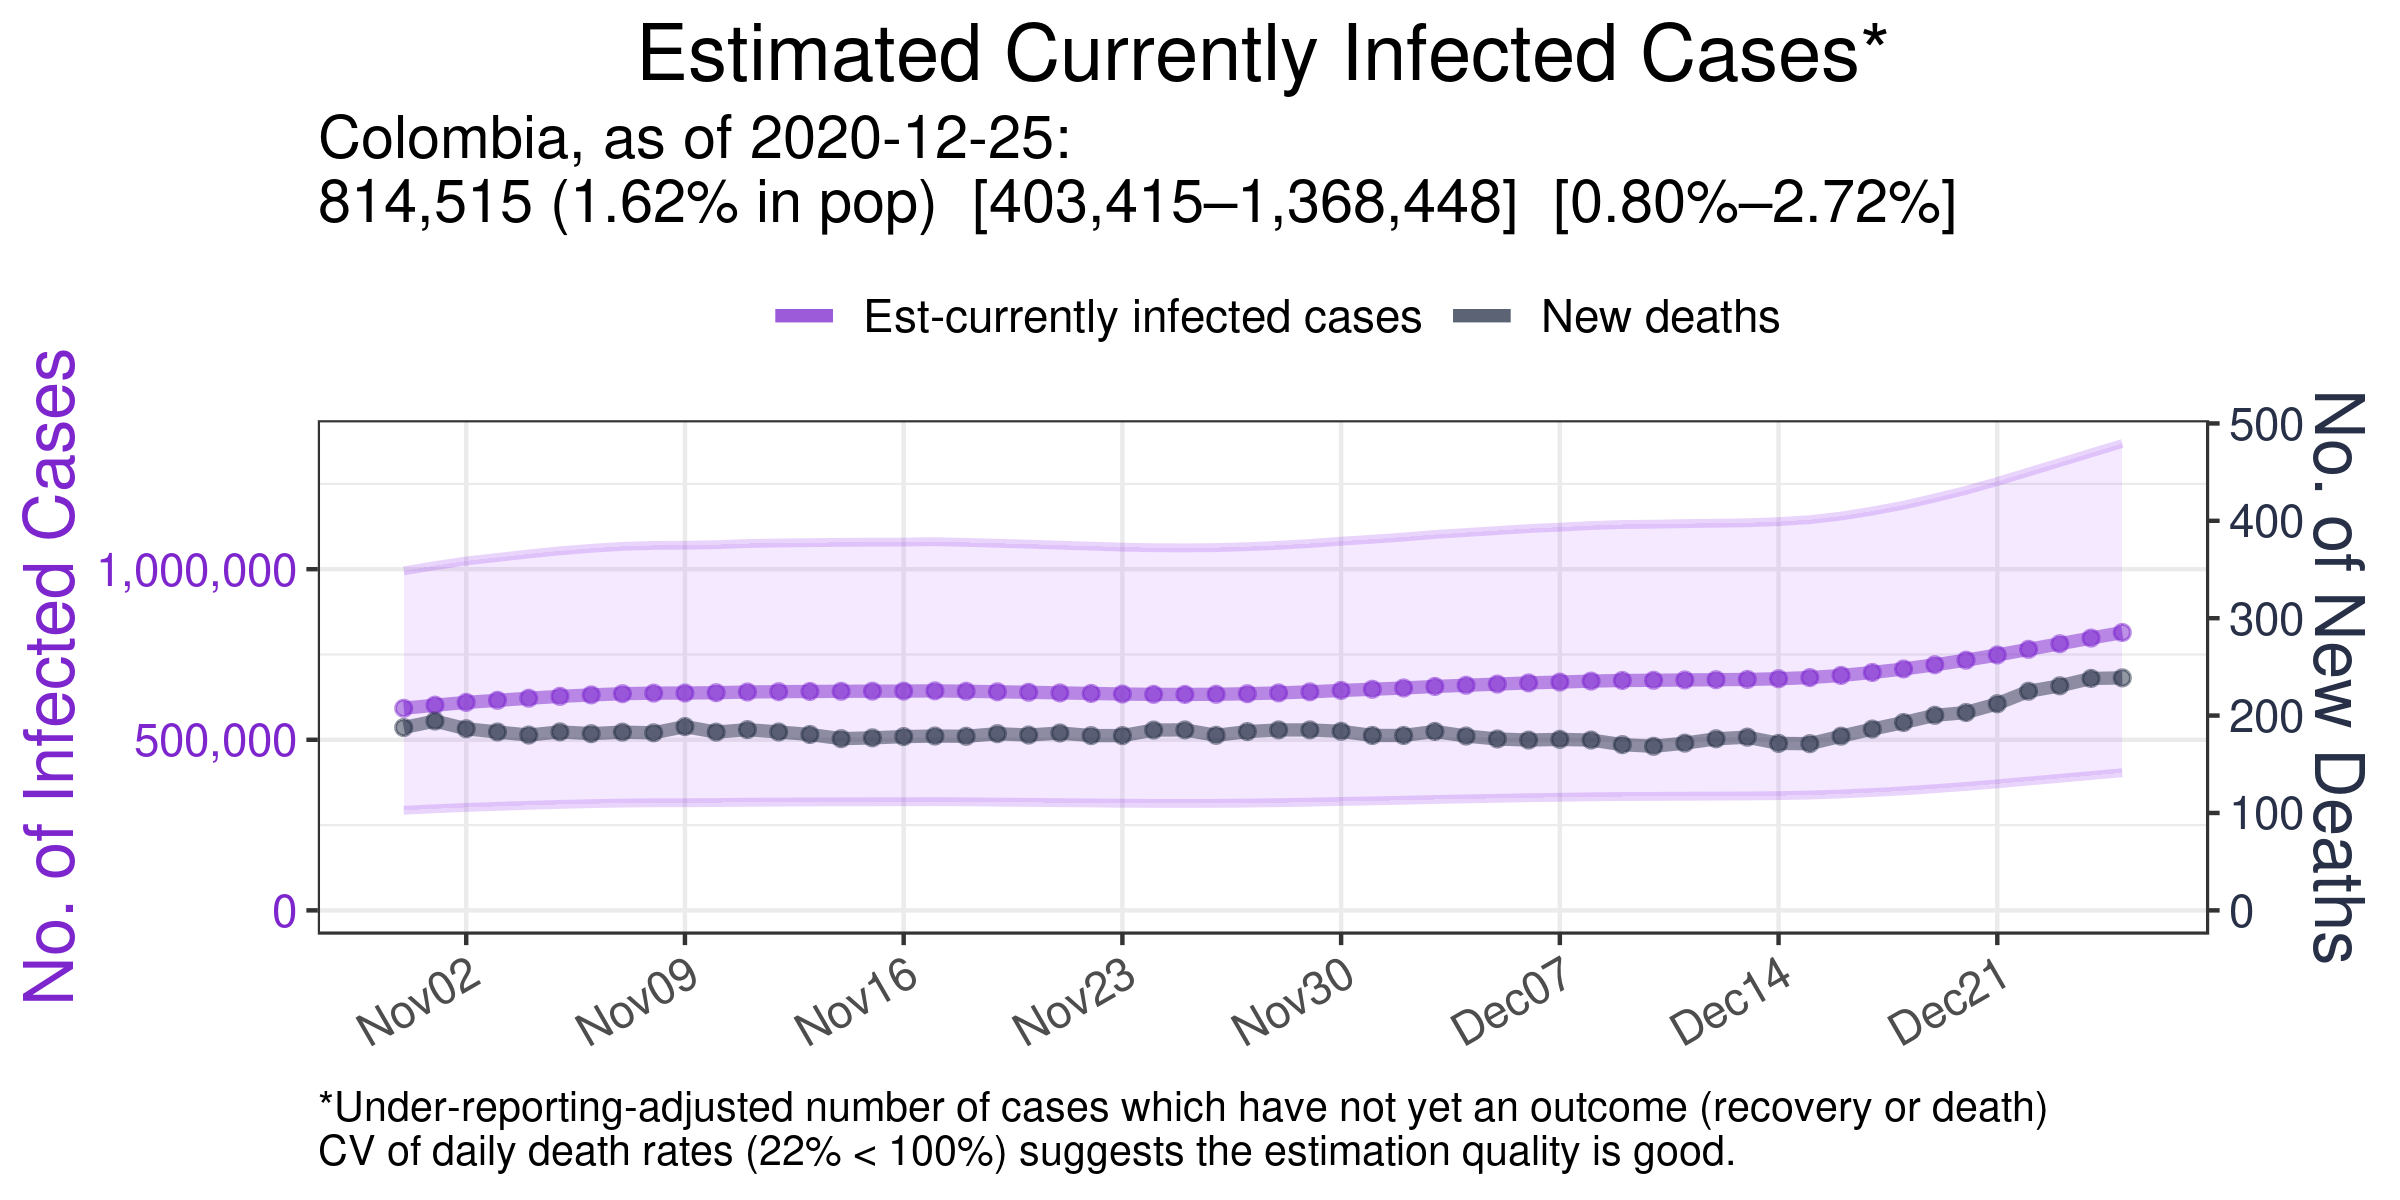 Estimated Currently Infected Cases*
Colombia, as of 2020-12-25:
814,515 (1.62% in pop)  [403,415–1,368,448]  [0.80%–2.72%]
Est-currently infected cases
New deaths
No. of Infected Cases
1,000,000
500,000
0
No. of New Deaths
500
400
300
200
100
0
Nov02
Nov09
Nov16
Nov23
Nov30
Dec07
Dec14
Dec21
*Under-reporting-adjusted number of cases which have not yet an outcome (recovery or death)
CV of daily death rates (22% < 100%) suggests the estimation quality is good.